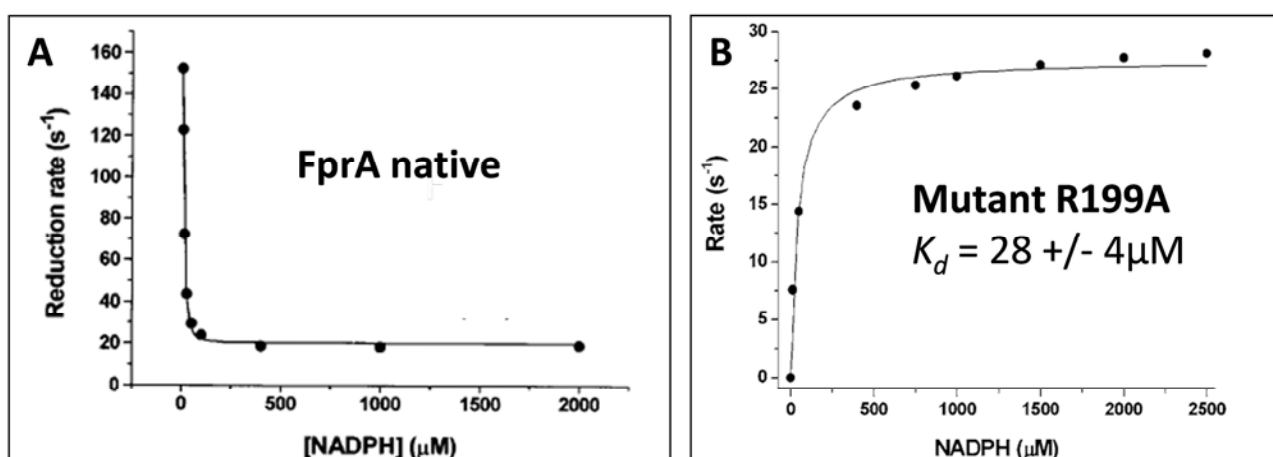 A
FprA native
Reduction rate (s⁻¹)
160
140
120
100
80
60
40
20
0
0 500 1000 1500 2000
[NADPH] (μM)
B
Mutant R199A
K_d = 28 +/- 4μM
Rate (s⁻¹)
30
25
20
15
10
5
0
0 500 1000 1500 2000 2500
NADPH (μM)